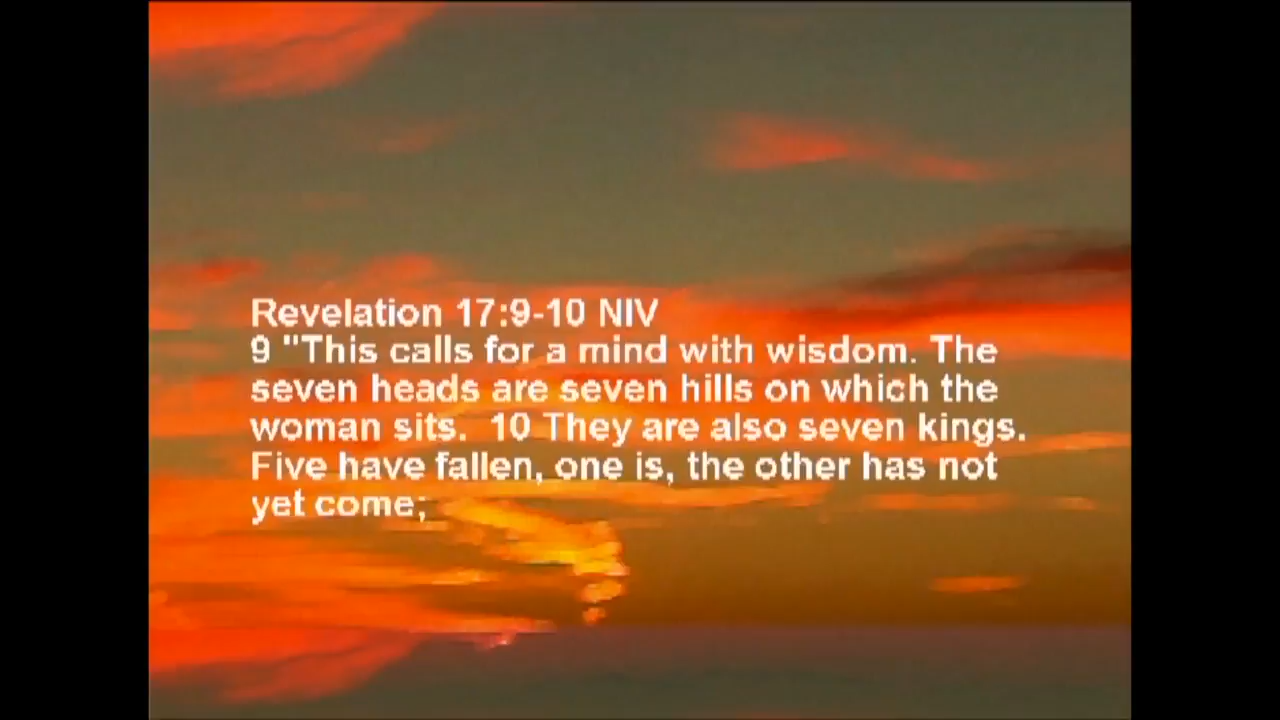 Revelation 17:9-10 NIV
9 "This calls for a mind with wisdom. The
seven heads are seven hills on which the
woman sits.  10 They are also seven kings.
Five have fallen, one is, the other has not
yet come;